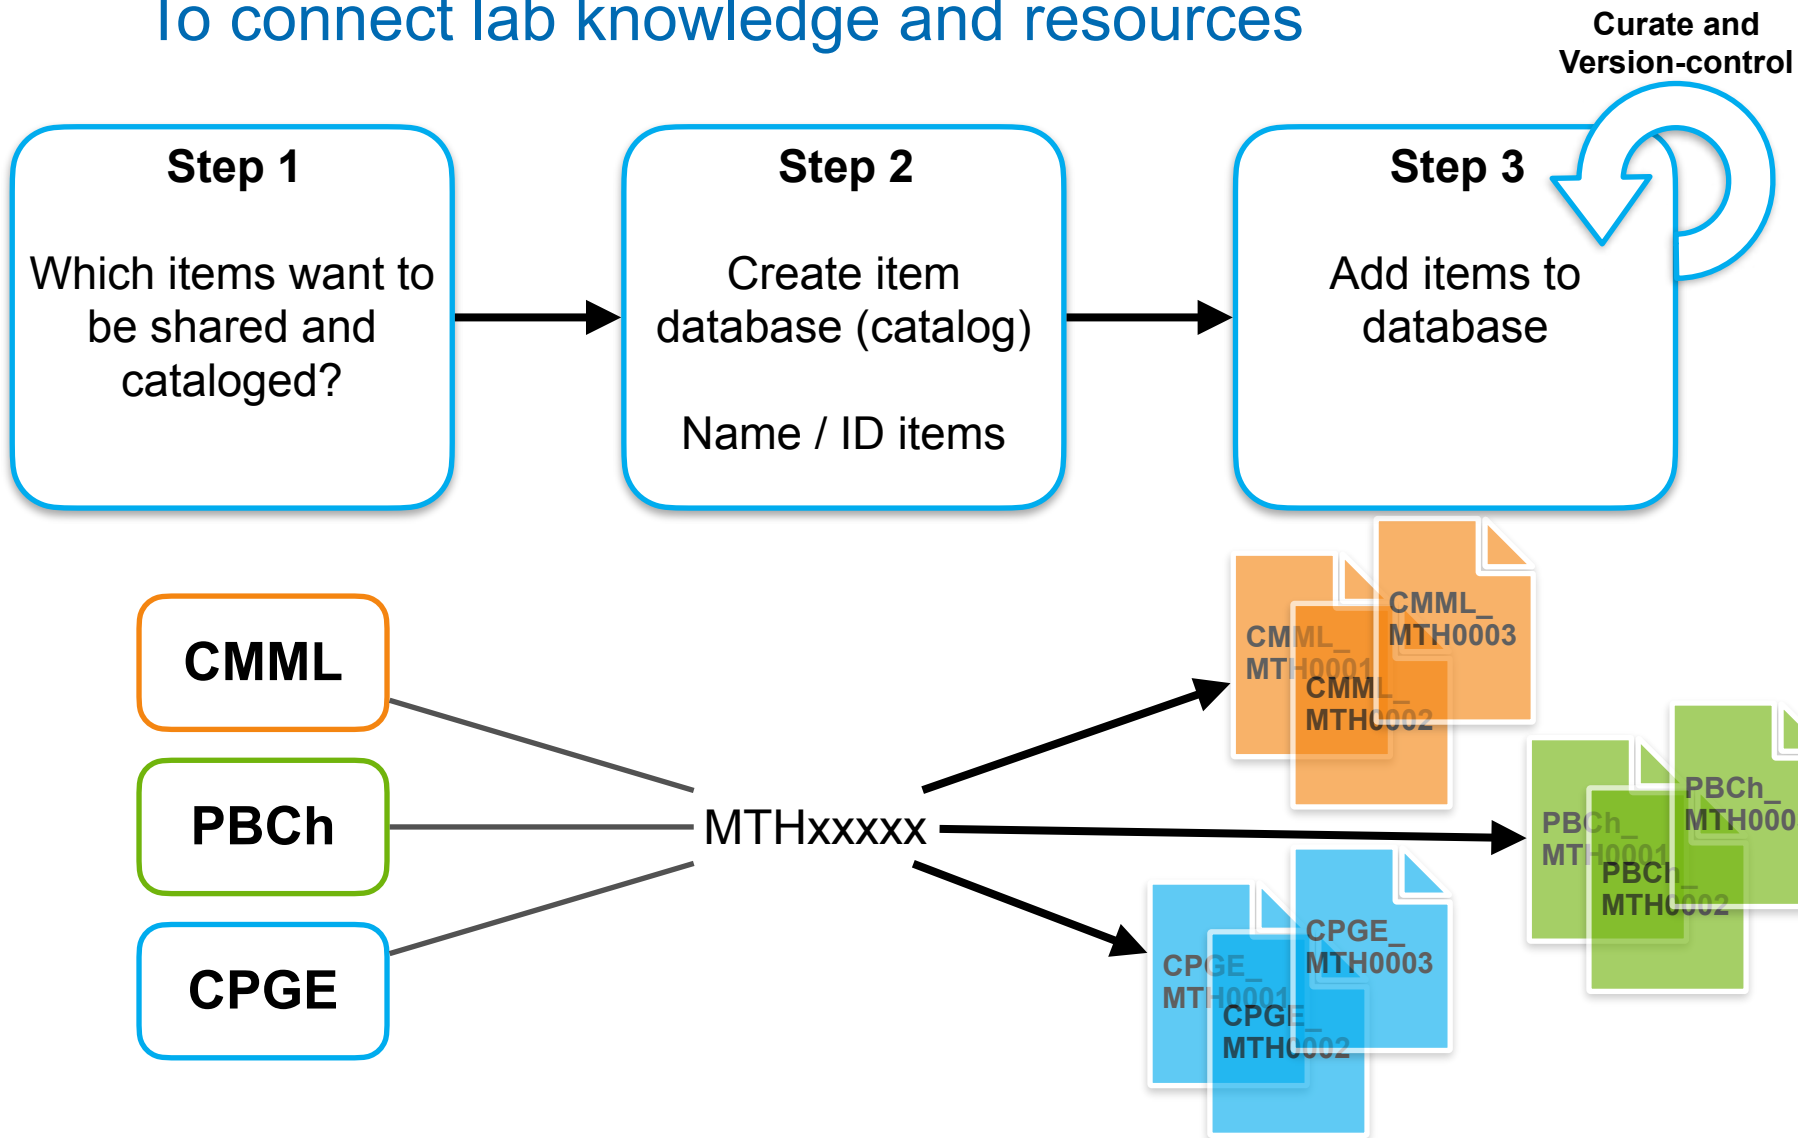 To connect lab knowledge and resources
Curate and
Version-control
Step 1
Which items want to
be shared and
cataloged?
Step 2
Create item
database (catalog)
Name / ID items
Step 3
Add items to
database
CMML
PBCh
CPGE
MTHxxxxx
CMML_
MTH0001
CMML_
MTH0002
CMML_
MTH0003
PBCh_
MTH0001
PBCh_
MTH0002
PBCh_
MTH000
CPGE_
MTH0001
CPGE_
MTH0002
CPGE_
MTH0003